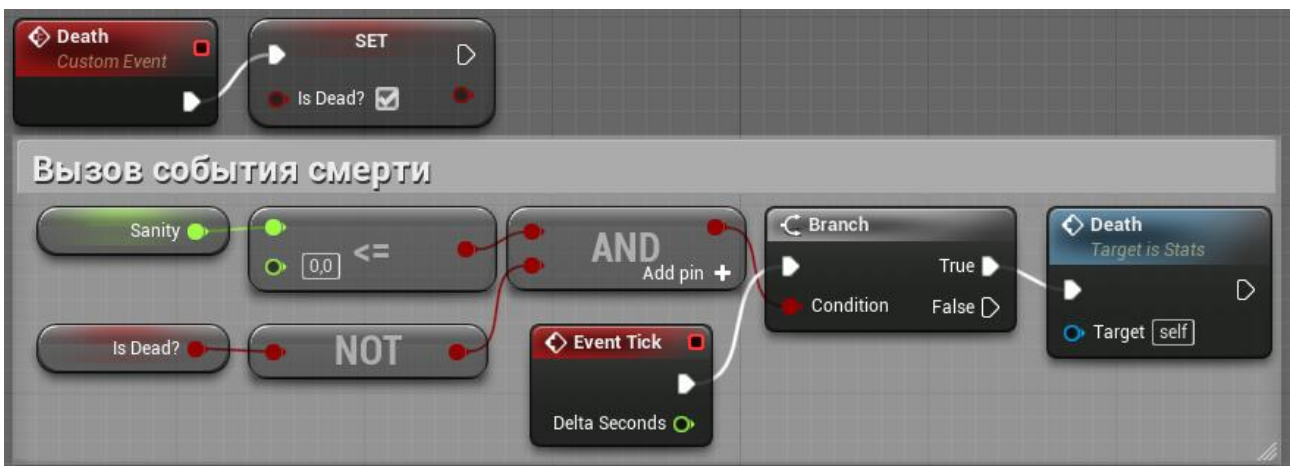 Death
Custom Event
SET
Is Dead?
Вызов события смерти
Sanity
0,0
<=
AND
Add pin +
Is Dead?
NOT
Event Tick
Delta Seconds
Branch
True
Condition
False
Death
Target is Stats
Target self